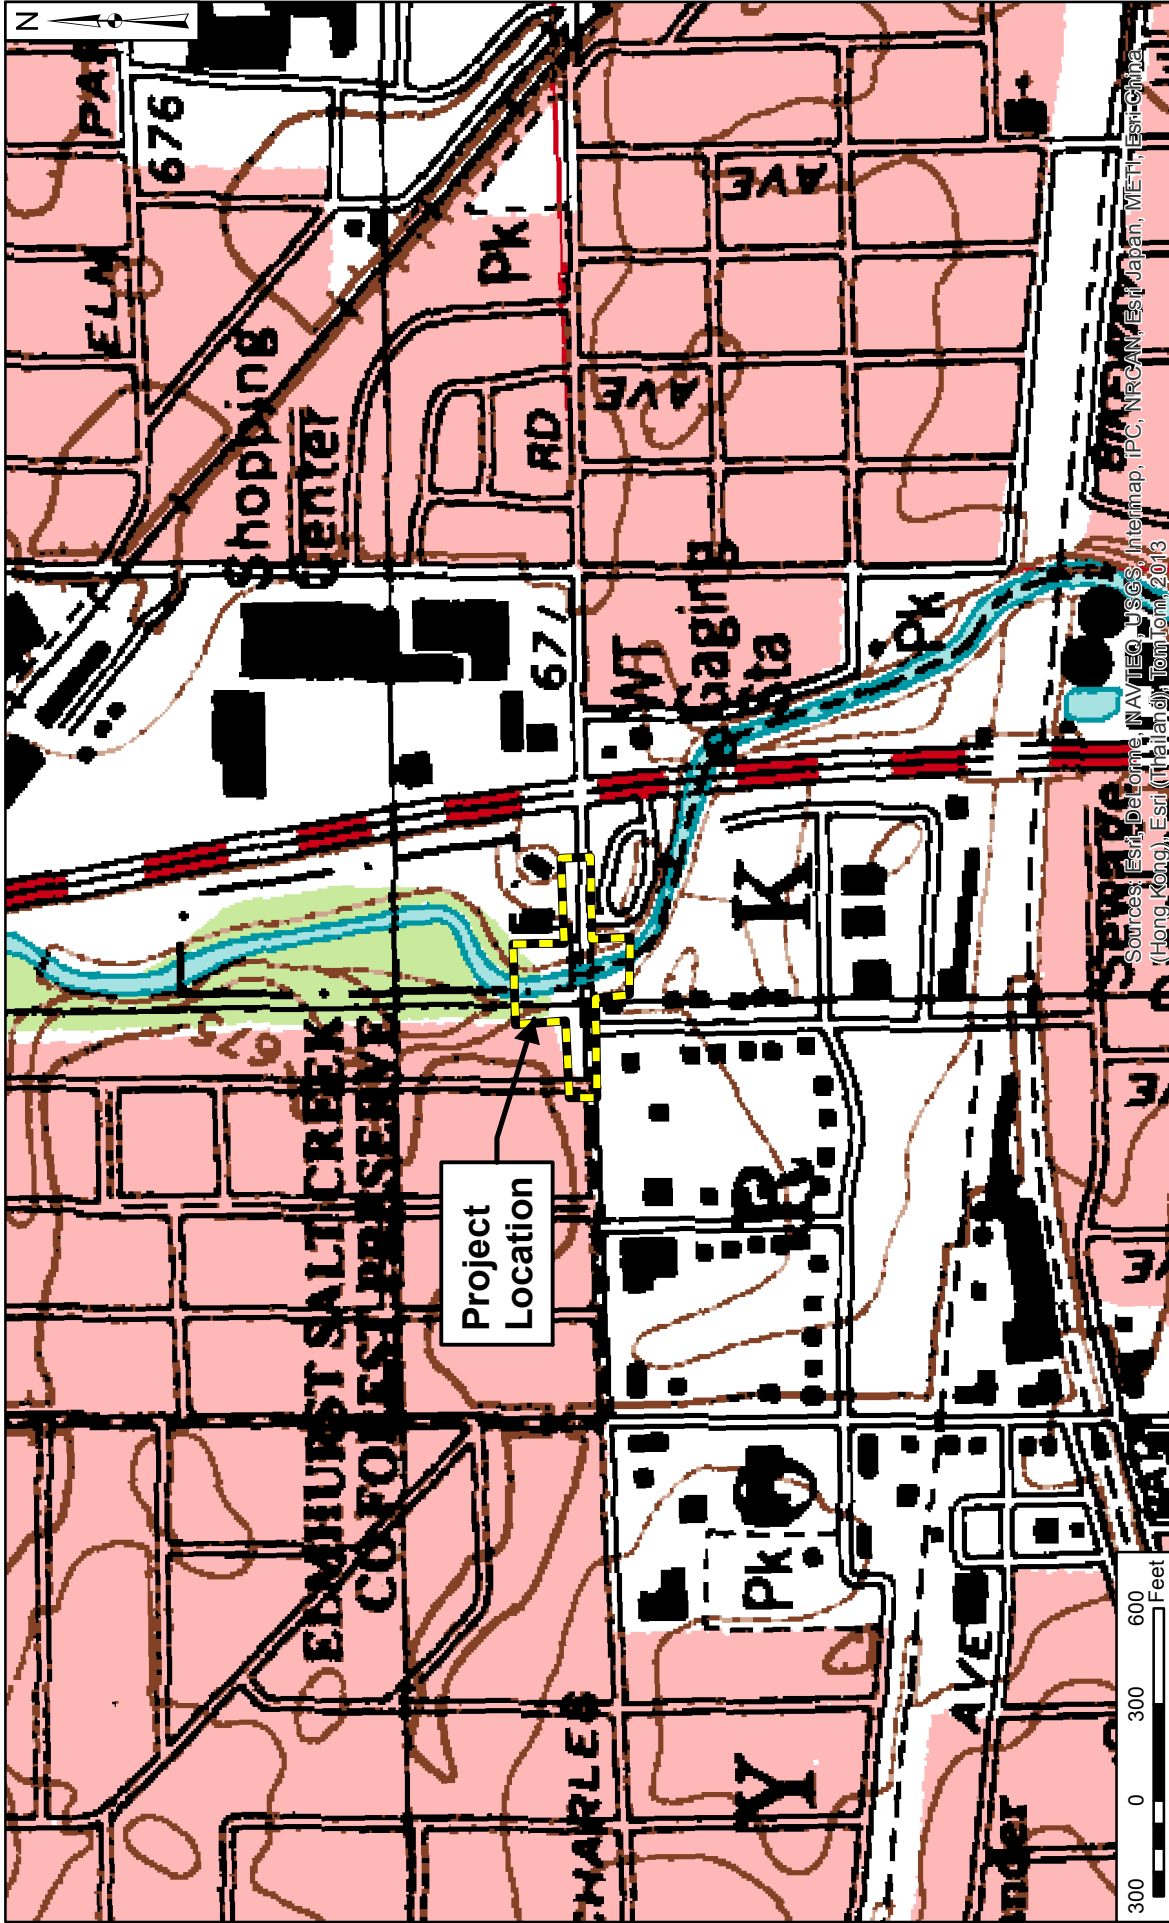 N
PAR
676
ELM
Shopping
Center
Pk
AVE
RD
AVE
671
Gaging
Sta
Pk
675
ELMHURST SALT CREEK
CO FOREST PRESERVE
Project
Location
K
R
Y
Pk
AVE
Sewage
300 0 300 600
Feet
Sources: Esri, DeLorme, NAVTEQ, USGS, Intermap, iPC, NRCAN, Esri Japan, METI, Esri China
(Hong Kong), Esri (Thailand), TomTom, 2013